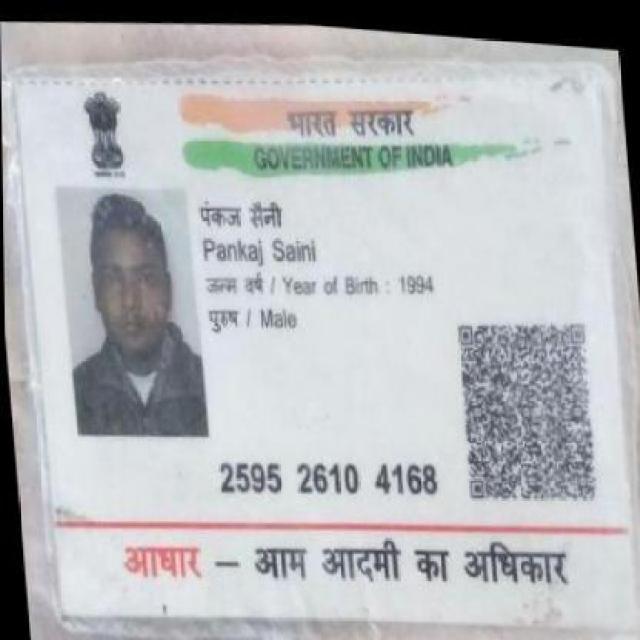 भारत सरकार
GOVERNMENT OF INDIA
पंकज सैनी
Pankaj Saini
जन्म वर्ष / Year of Birth : 1994
पुरुष / Male
2595 2610 4168
आधार – आम आदमी का अधिकार